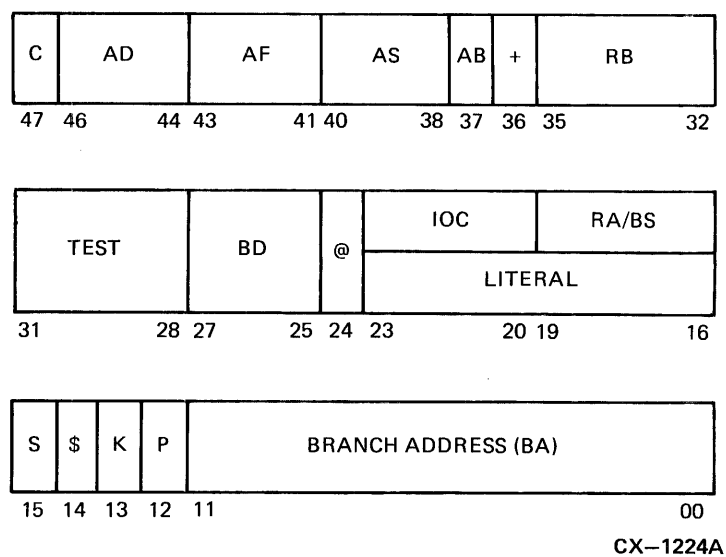 C AD AF AS AB + RB
47 46 44 43 41 40 38 37 36 35 32
TEST BD @ IOC RA/BS
LITERAL
31 28 27 25 24 23 20 19 16
S $ K P BRANCH ADDRESS (BA)
15 14 13 12 11 00
CX–1224A